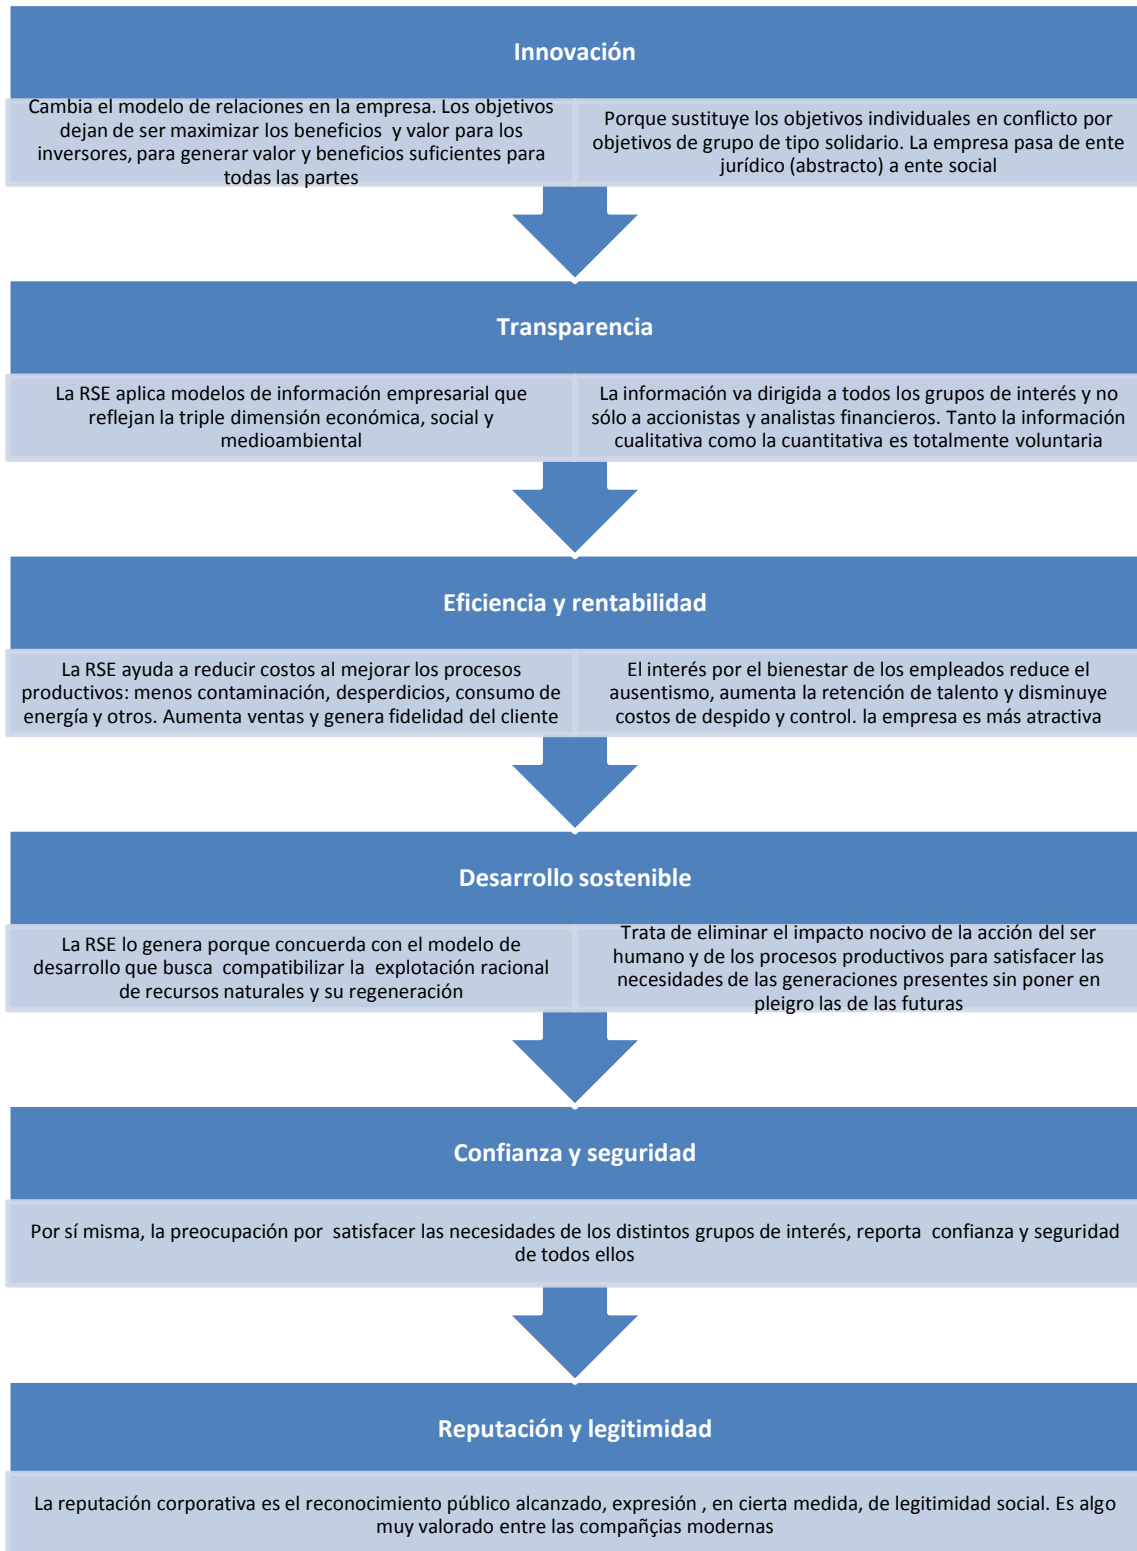 Innovación
Cambia el modelo de relaciones en la empresa. Los objetivos
dejan de ser maximizar los beneficios y valor para los
inversores, para generar valor y beneficios suficientes para
todas las partes
Porque sustituye los objetivos individuales en conflicto por
objetivos de grupo de tipo solidario. La empresa pasa de ente
jurídico (abstracto) a ente social
Transparencia
La RSE aplica modelos de información empresarial que
reflejan la triple dimensión económica, social y
medioambiental
La información va dirigida a todos los grupos de interés y no
sólo a accionistas y analistas financieros. Tanto la información
cualitativa como la cuantitativa es totalmente voluntaria
Eficiencia y rentabilidad
La RSE ayuda a reducir costos al mejorar los procesos
productivos: menos contaminación, desperdicios, consumo de
energía y otros. Aumenta ventas y genera fidelidad del cliente
El interés por el bienestar de los empleados reduce el
ausentismo, aumenta la retención de talento y disminuye
costos de despido y control. la empresa es más atractiva
Desarrollo sostenible
La RSE lo genera porque concuerda con el modelo de
desarrollo que busca compatibilizar la explotación racional
de recursos naturales y su regeneración
Trata de eliminar el impacto nocivo de la acción del ser
humano y de los procesos productivos para satisfacer las
necesidades de las generaciones presentes sin poner en
pleigro las de las futuras
Confianza y seguridad
Por sí misma, la preocupación por satisfacer las necesidades de los distintos grupos de interés, reporta confianza y seguridad
de todos ellos
Reputación y legitimidad
La reputación corporativa es el reconocimiento público alcanzado, expresión , en cierta medida, de legitimidad social. Es algo
muy valorado entre las compañçias modernas